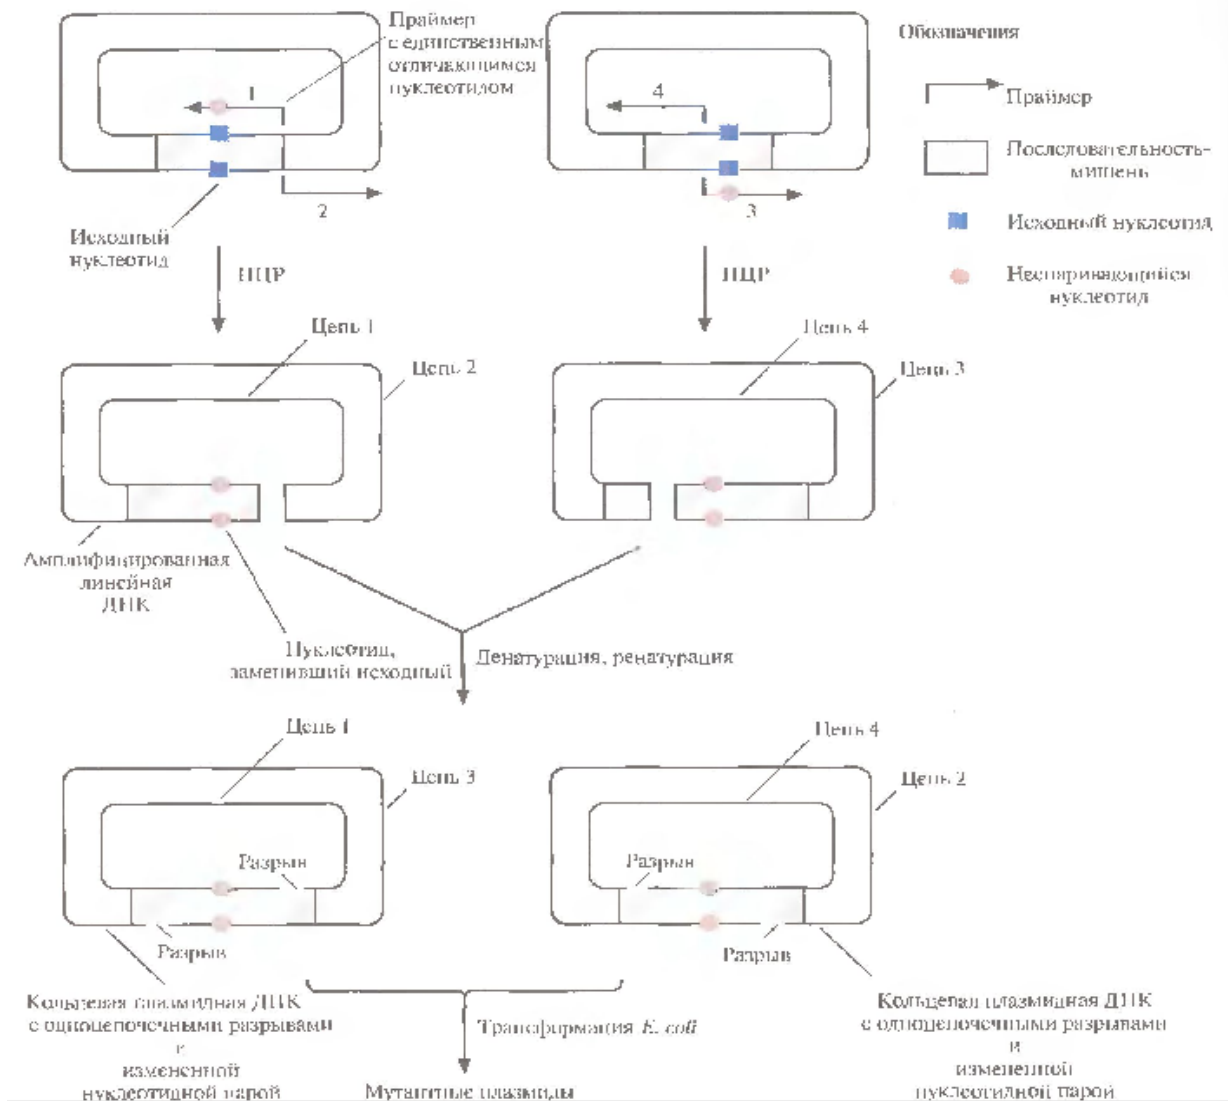 Праймер
с единственным
отличающимся
нуклеотидом
Обозначения
1
2
4
3
Праймер
Последовательность-
мишень
Исходный нуклеотид
Неспаривающийся
нуклеотид
Исходный
нуклеотид
ПЦР
ПЦР
Цепь 1
Цепь 2
Цепь 4
Цепь 3
Амплифицированная
линейная
ДНК
Нуклеотид,
заменивший исходный
Денатурация, ренатурация
Цепь 1
Цепь 3
Цепь 4
Цепь 2
Разрыв
Разрыв
Разрыв
Разрыв
Кольцевая плазмидная ДНК
с одноцепочечными разрывами
и
измененной
нуклеотидной парой
Трансформация E. coli
Мутантные плазмиды
Кольцевая плазмидная ДНК
с одноцепочечными разрывами
и
измененной
нуклеотидной парой